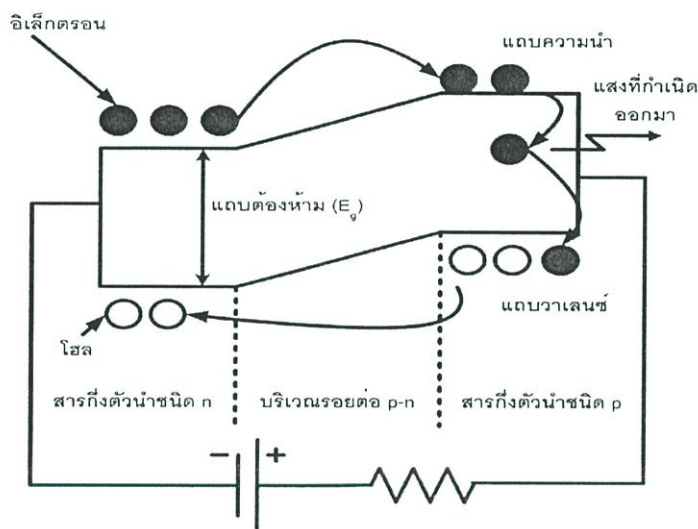 อิเล็กตรอน
แถบความนำ
แสงที่กำเนิด
ออกมา
แถบต้องห้าม (E_g)
แถบวาเลนซ์
โฮล
สารกึ่งตัวนำชนิด n
บริเวณรอยต่อ p-n
สารกึ่งตัวนำชนิด p
− +